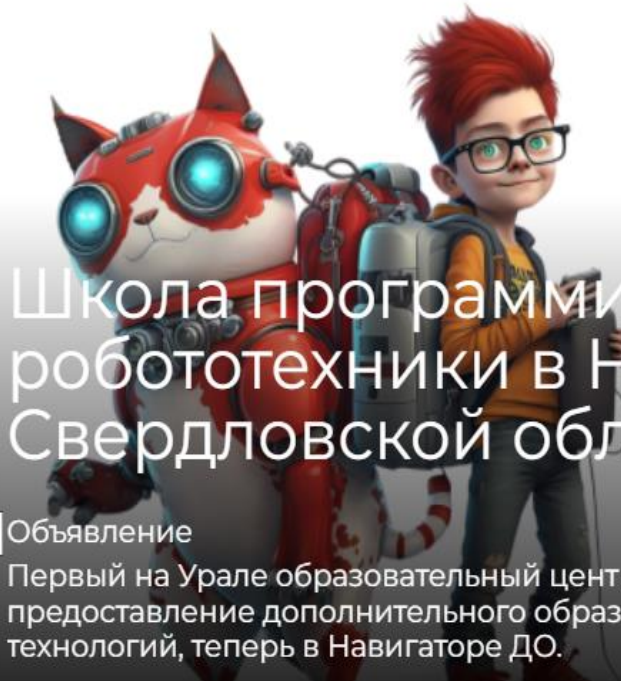 Школа программи
робототехники в Н
Свердловской обл
Объявление
Первый на Урале образовательный цент
предоставление дополнительного образ
технологий, теперь в Навигаторе ДО.